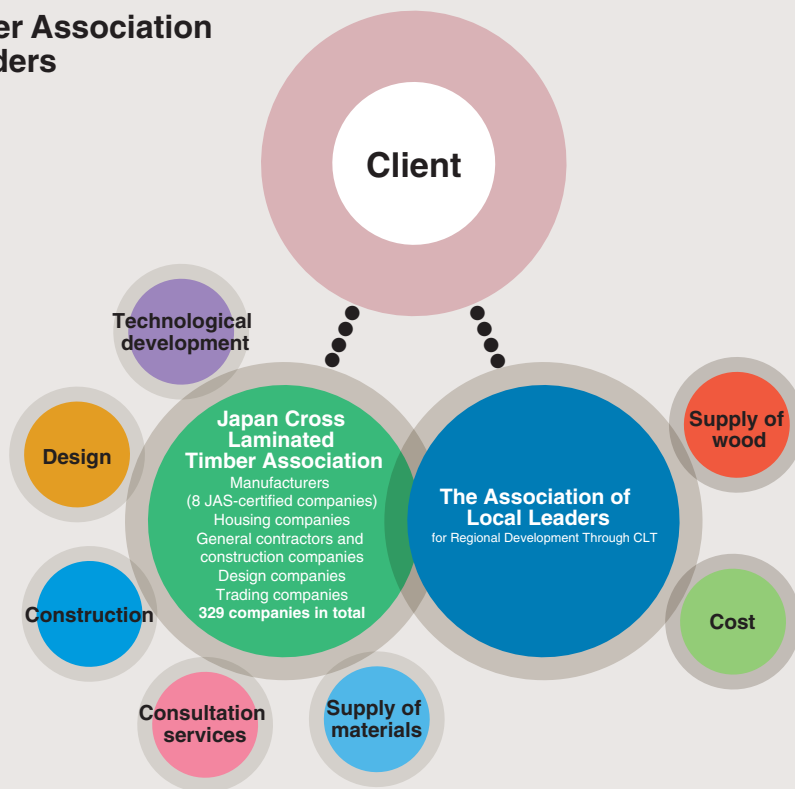 er Association
ders
Client
Technological
development
Design
Construction
Consultation
services
Supply of
materials
Japan Cross
Laminated
Timber Association
Manufacturers
(8 JAS-certified companies)
Housing companies
General contractors and
construction companies
Design companies
Trading companies
329 companies in total
The Association of
Local Leaders
for Regional Development Through CLT
Supply of
wood
Cost